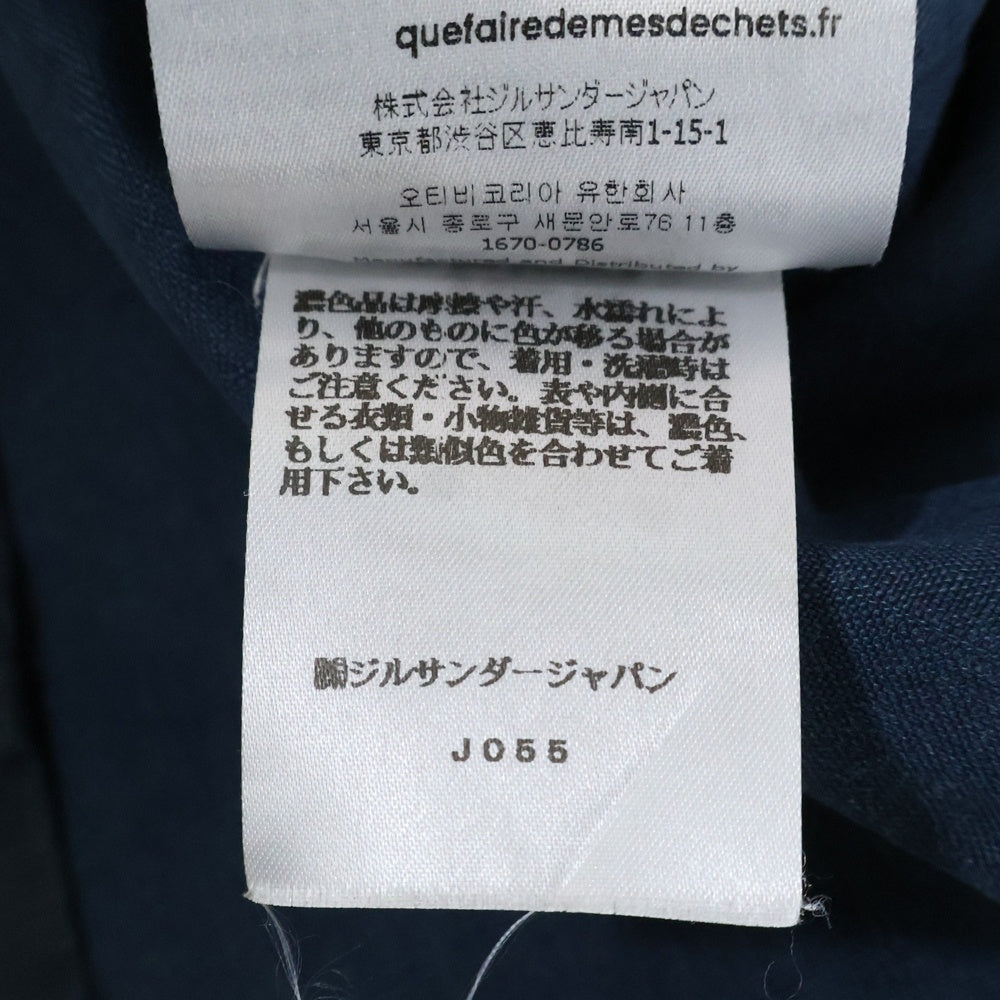 quefairedemesdechets.fr
株式会社ジルサンダージャパン
東京都渋谷区恵比寿南1-15-1
오티비코리아 유한회사
서울시 종로구 새문안로76 11층
1670-0786
Manufactured and Distributed by
濃色品は摩擦や汗、水濡れによ
り、他のものに色が移る場合が
ありますので、着用・洗濯時は
ご注意ください。表や内側に合
せる衣類・小物雑貨等は、濃色、
もしくは類似色を合わせてご着
用下さい。
㈱ジルサンダージャパン
J055